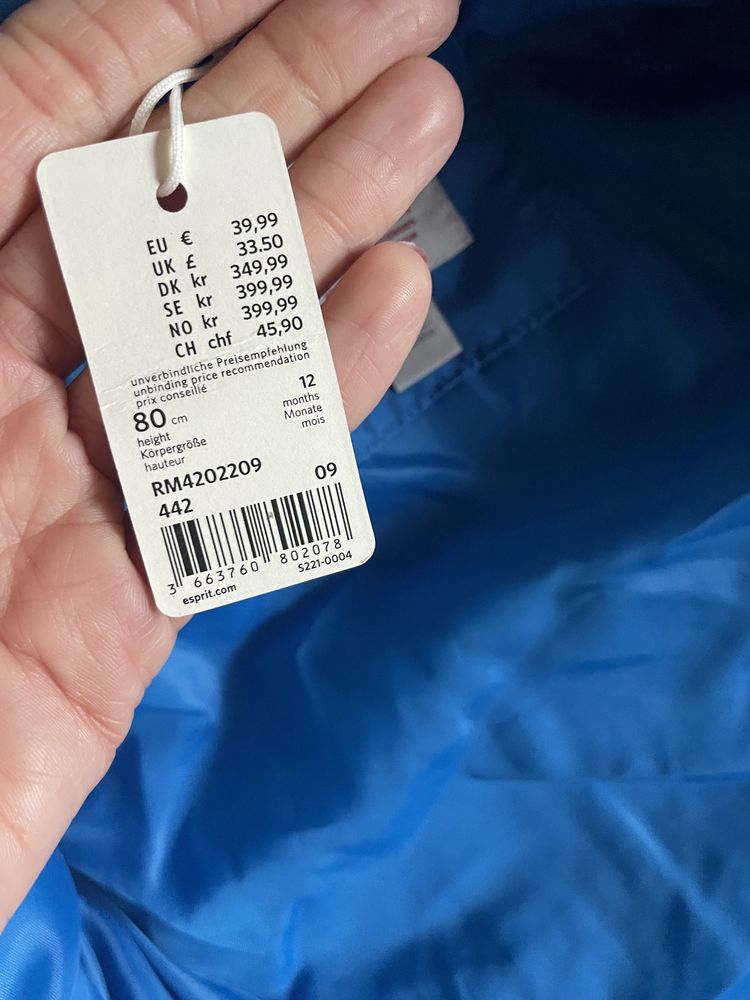 EU € 39,99
UK £ 33.50
DK kr 349,99
SE kr 399,99
NO kr 399,99
CH chf 45,90
unverbindliche Preisempfehlung
unbinding price recommendation
prix conseillé
80 cm
height
Körpergröße
hauteur
12
months
Monate
mois
RM4202209
442
09
3 663760 802078
esprit.com
S221-0004